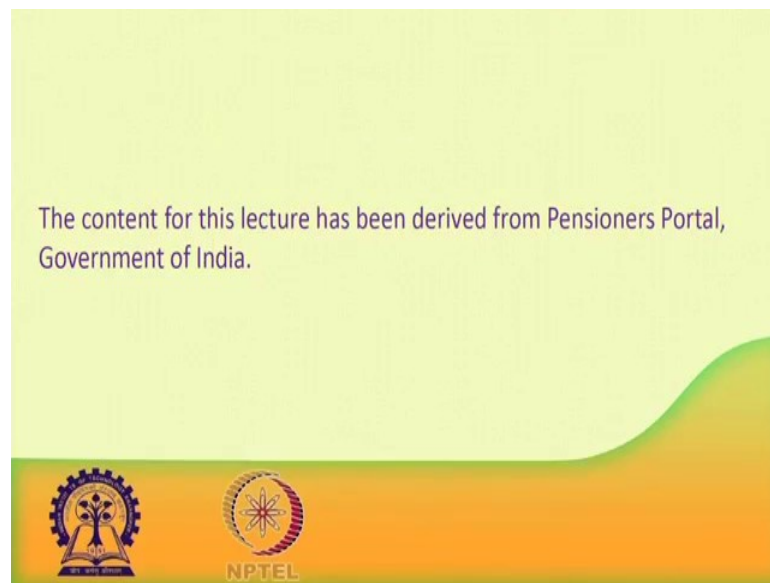 The content for this lecture has been derived from Pensioners Portal,
Government of India.
NPTEL